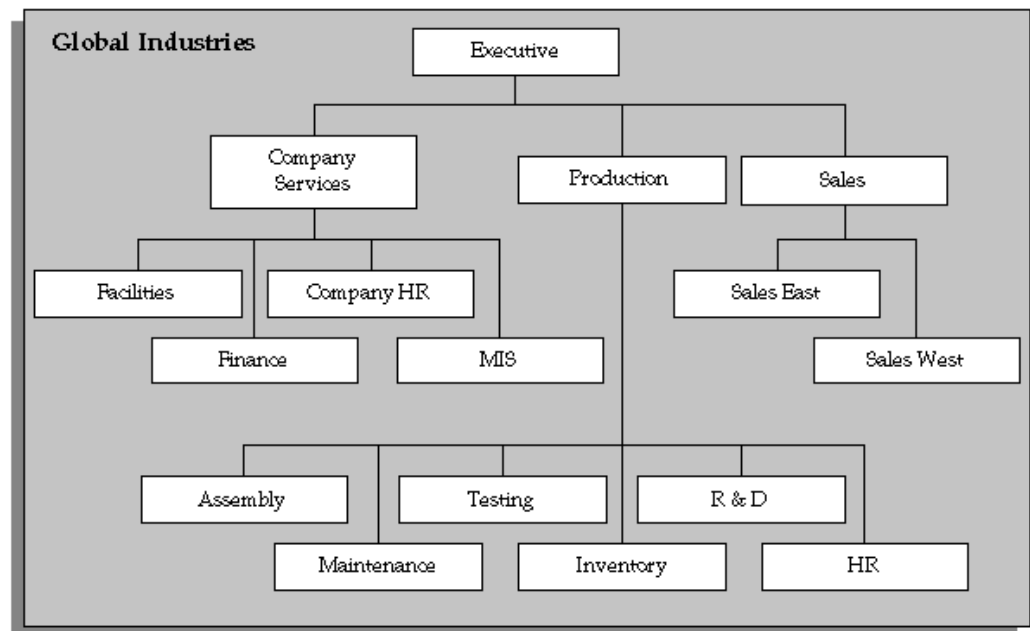 Global Industries
Executive
Company
Services
Production
Sales
Facilities
Company HR
Sales East
Finance
MIS
Sales West
Assembly
Testing
R & D
Maintenance
Inventory
HR